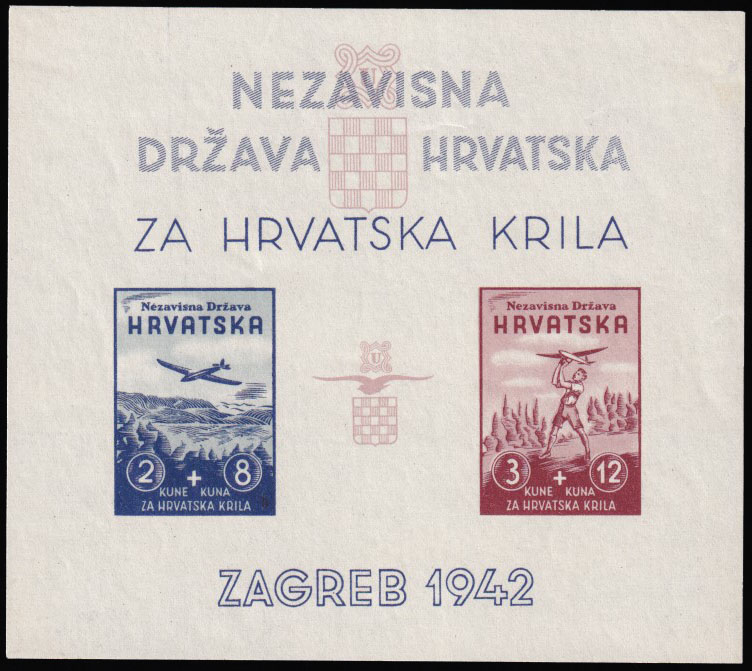 U
NEZAVISNA
DRŽAVA HRVATSKA
ZA HRVATSKA KRILA
Nezavisna Država
HRVATSKA
2 + 8
KUNE KUNA
ZA HRVATSKA KRILA
U
Nezavisna Država
HRVATSKA
3 + 12
KUNE KUNA
ZA HRVATSKA KRILA
ZAGREB 1942